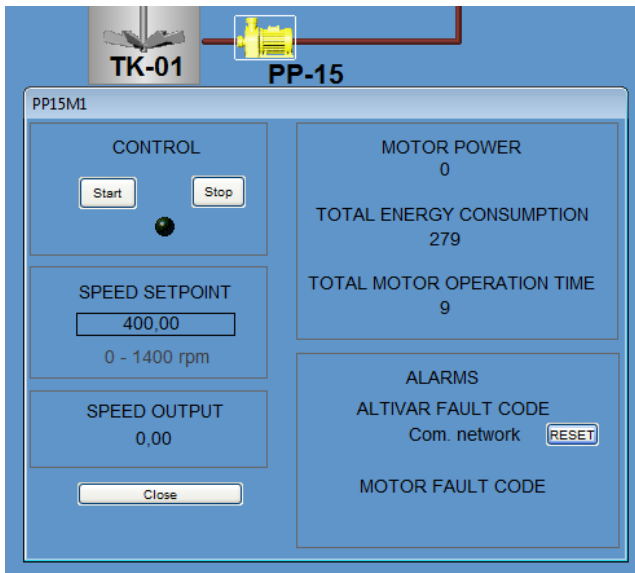 TK-01
PP-15
PP15M1
CONTROL
Start
Stop
SPEED SETPOINT
400,00
0 - 1400 rpm
SPEED OUTPUT
0,00
Close
MOTOR POWER
0
TOTAL ENERGY CONSUMPTION
279
TOTAL MOTOR OPERATION TIME
9
ALARMS
ALTIVAR FAULT CODE
Com. network
RESET
MOTOR FAULT CODE